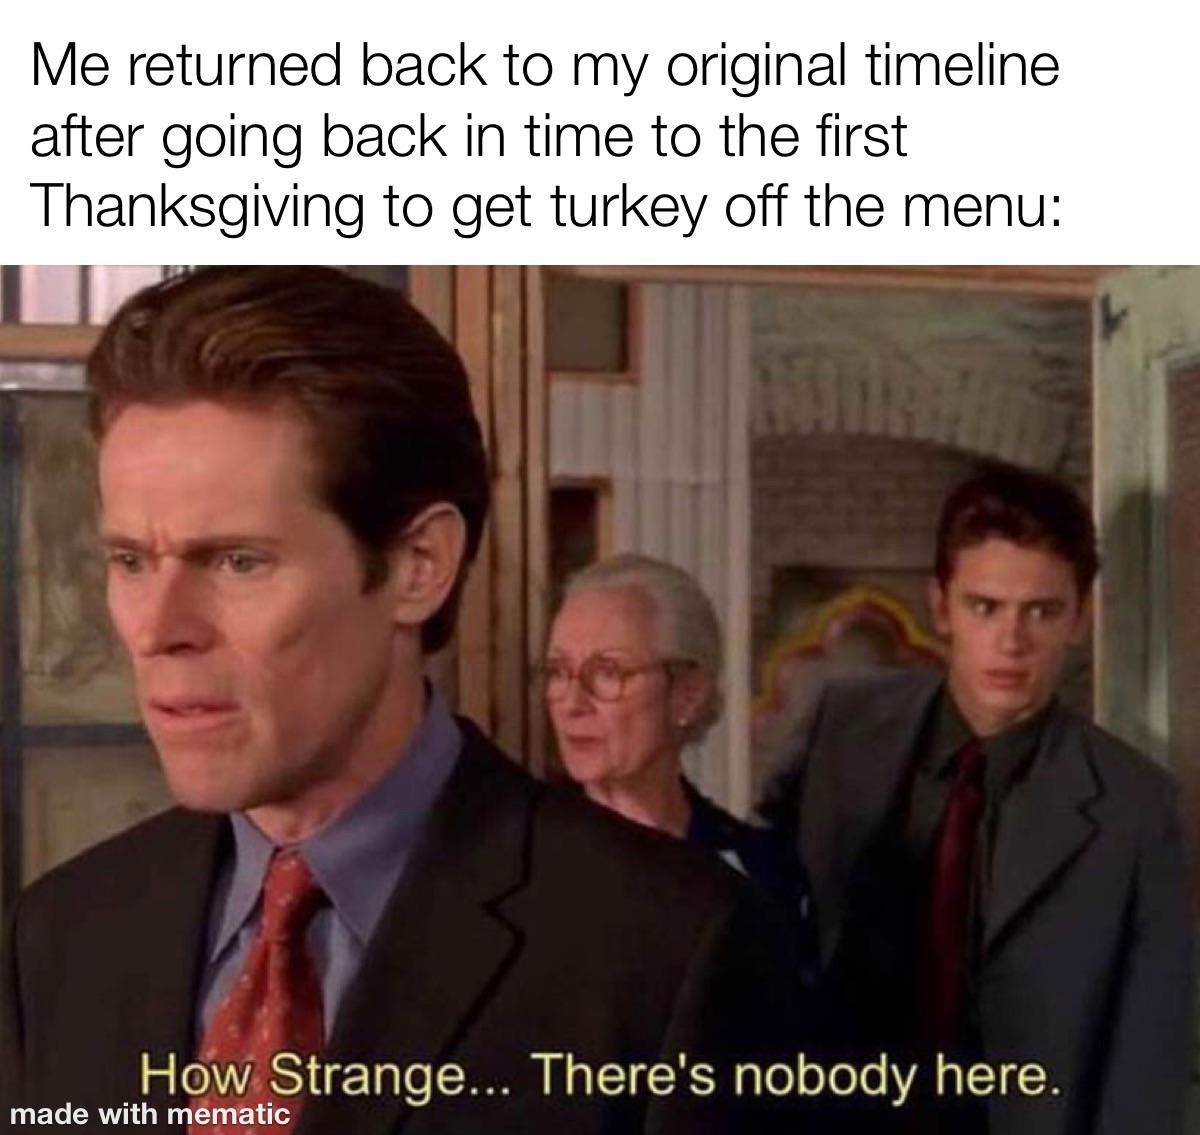 Me returned back to my original timeline
after going back in time to the first
Thanksgiving to get turkey off the menu:
How Strange... There's nobody here.
made with mematic